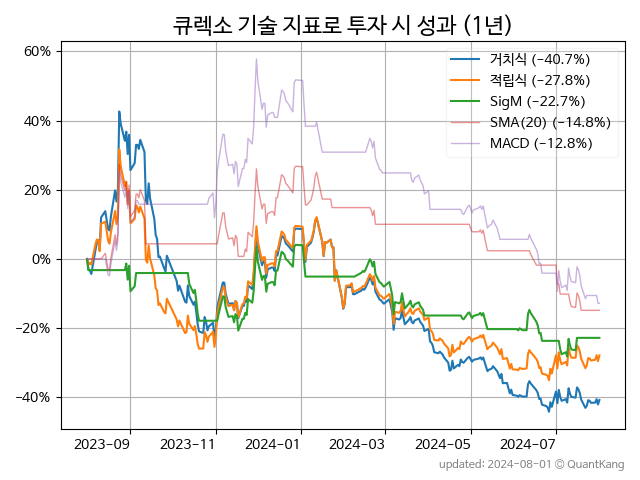 큐렉소 기술 지표로 투자 시 성과 (1년)
60%
40%
20%
0%
−20%
−40%
거치식 (−40.7%)
적립식 (−27.8%)
SigM (−22.7%)
SMA(20) (−14.8%)
MACD (−12.8%)
2023-09
2023-11
2024-01
2024-03
2024-05
2024-07
updated: 2024-08-01 © QuantKang